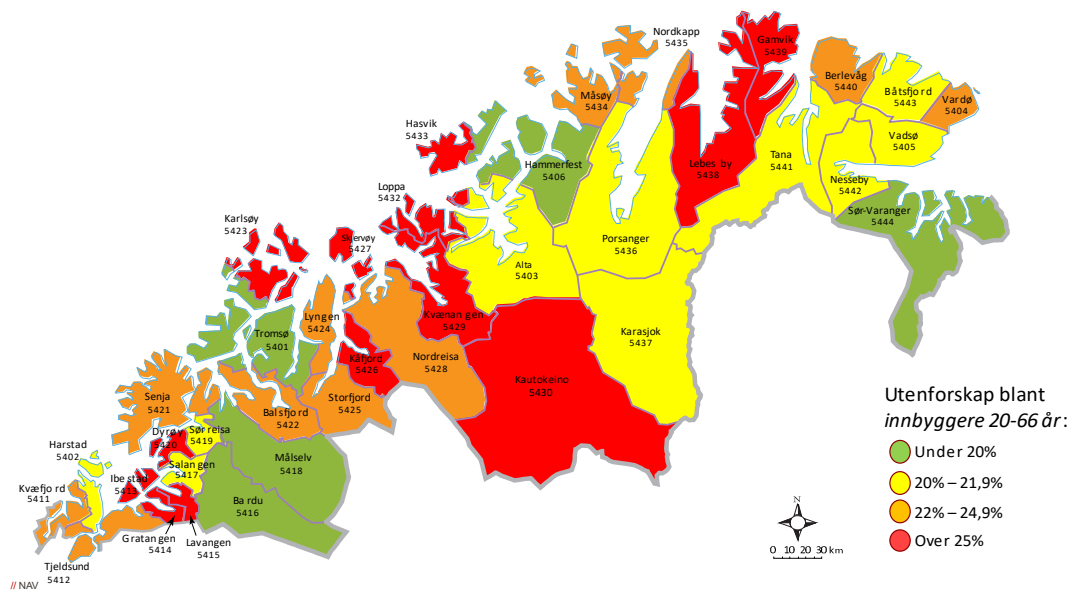 Nordkapp
5435
Gamvik
5439
Berlevåg
5440
Båtsfjord
5443
Vardø
5404
Måsøy
5434
Hasvik
5433
Vadsø
5405
Hammerfest
5406
Lebesby
5438
Tana
5441
Nesseby
5442
Loppa
5432
Sør-Varanger
5444
Karlsøy
5423
Skjervøy
5427
Porsanger
5436
Alta
5403
Lyngen
5424
Kvænangen
5429
Tromsø
5401
Karasjok
5437
Kåfjord
5426
Nordreisa
5428
Kautokeino
5430
Senja
5421
Storfjord
5425
Balsfjord
5422
Dyrøy
5420
Sørreisa
5419
Harstad
5402
Målselv
5418
Salangen
5417
Ibestad
5413
Kvæfjord
5411
Bardu
5416
Gratangen
5414
Lavangen
5415
Tjeldsund
5412
// NAV
Utenforskap blant
innbyggere 20-66 år:
Under 20%
20% – 21,9%
22% – 24,9%
Over 25%
N
0 10 20 30 km